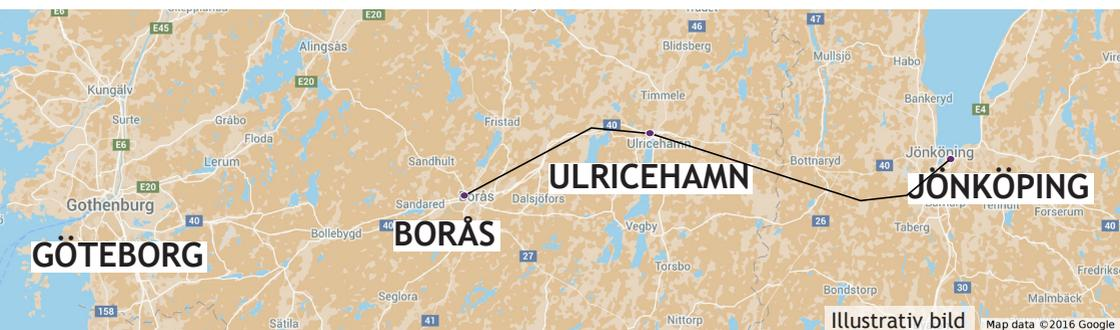 E6
E45
E20
Alingsås
46
47
Blidsberg
Mullsjö
Habo
E20
Kungälv
Timmele
Bankeryd
E4
Surte
Gråbo
Fristad
40
E6
Floda
Ulricehamn
Lerum
Sandhult
Bottnaryd
40
Jönköping
E20
ULRICEHAMN
JÖNKÖPING
Gothenburg
Sandared
Borås
Dalsjöfors
Forserum
40
Bollebygd
40
BORÅS
Vegby
26
Taberg
40
GÖTEBORG
27
Torsbo
Seglora
Bondstorp
30
Malmbäck
158
Sätila
41
Nittorp
Illustrativ bild
Map data ©2016 Google